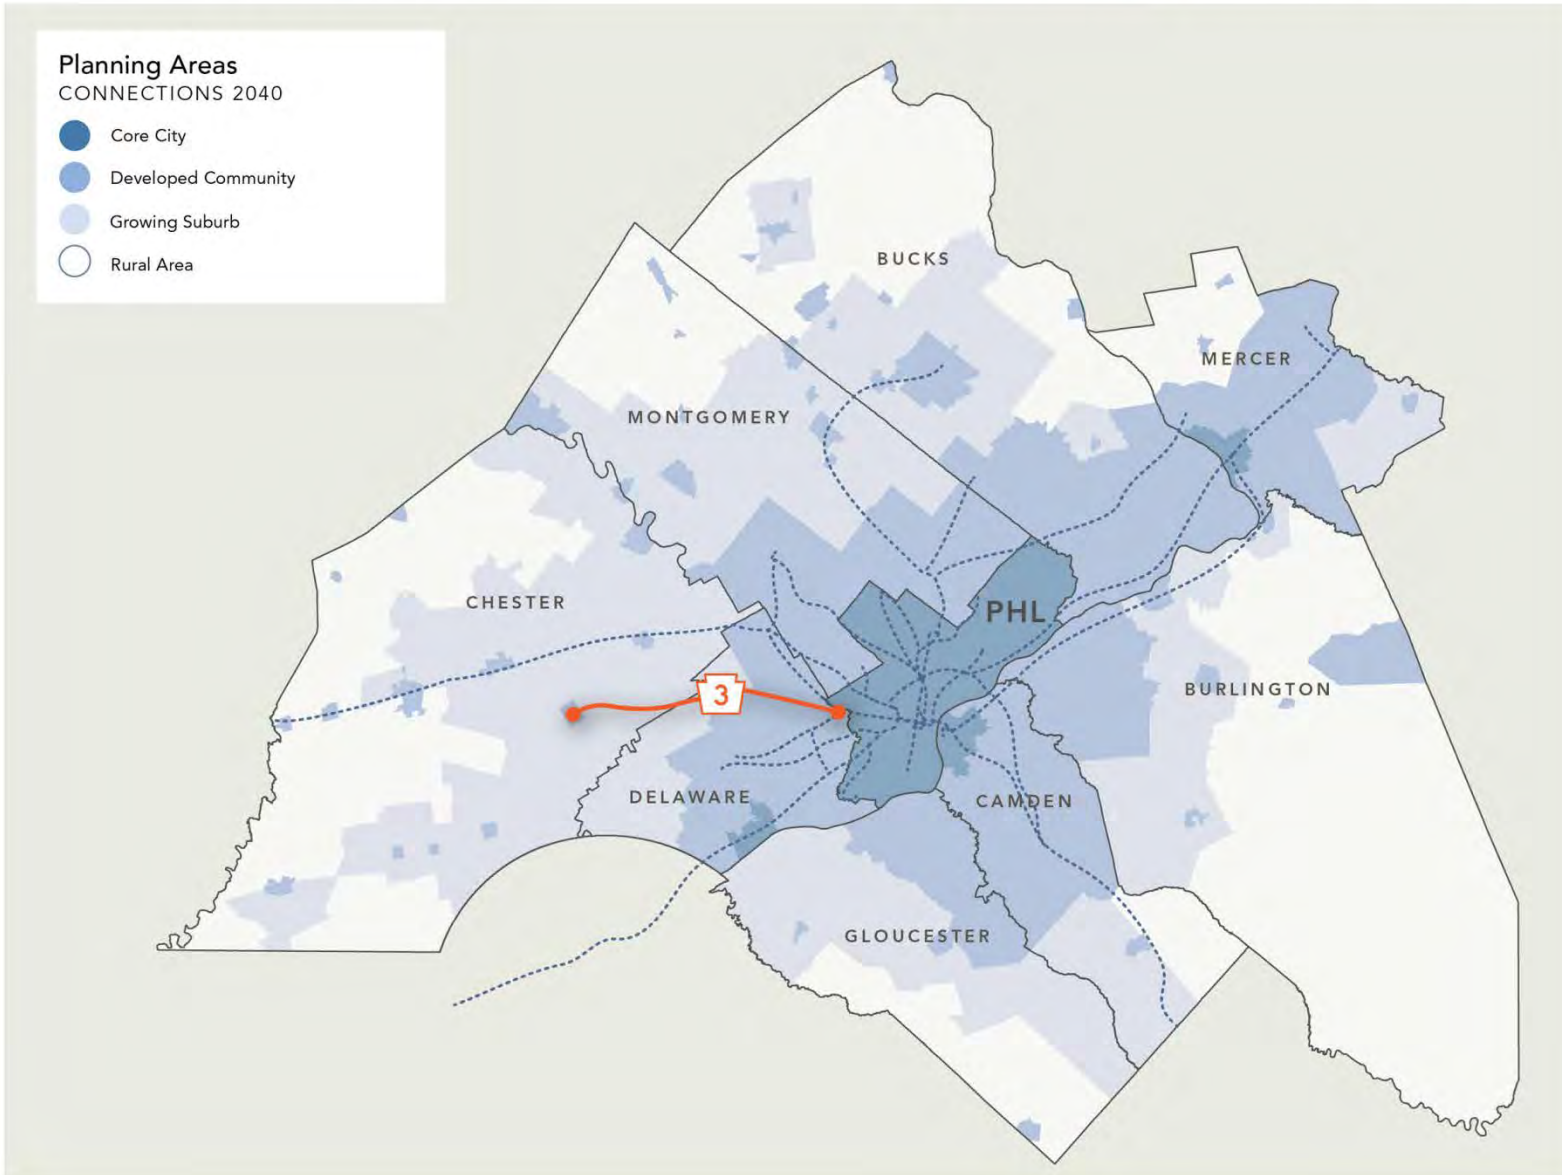 Planning Areas
CONNECTIONS 2040
Core City
Developed Community
Growing Suburb
Rural Area
BUCKS
MERCER
MONTGOMERY
CHESTER
PHL
BURLINGTON
3
DELAWARE
CAMDEN
GLOUCESTER